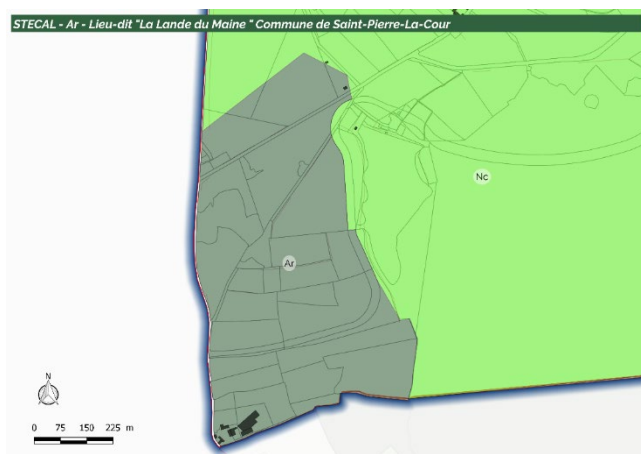 STECAL - Ar - Lieu-dit "La Lande du Maine " Commune de Saint-Pierre-La-Cour
Nc
Ar
N
0 75 150 225 m